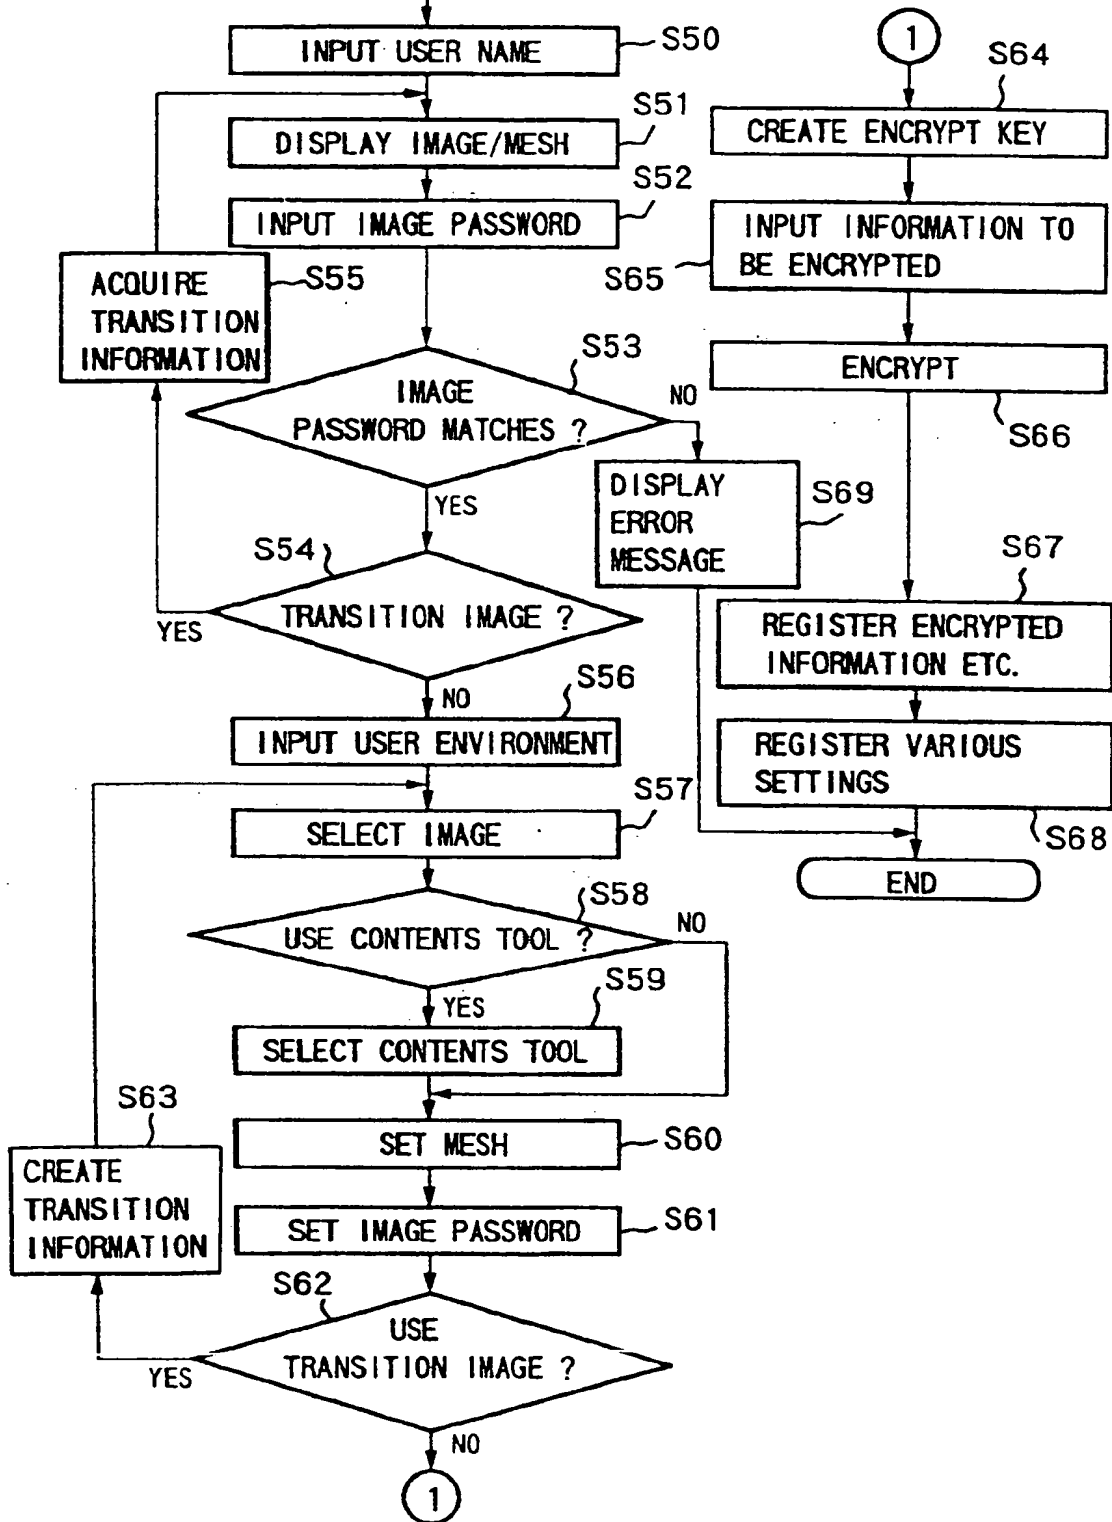 INPUT USER NAME
S50
DISPLAY IMAGE/MESH
S51
INPUT IMAGE PASSWORD
S52
ACQUIRE
TRANSITION
INFORMATION
S55
IMAGE
PASSWORD MATCHES ?
S53
NO
YES
DISPLAY
ERROR
MESSAGE
S69
S54
TRANSITION IMAGE ?
YES
NO
INPUT USER ENVIRONMENT
S56
SELECT IMAGE
S57
USE CONTENTS TOOL ?
S58
NO
YES
SELECT CONTENTS TOOL
S59
SET MESH
S60
SET IMAGE PASSWORD
S61
S63
CREATE
TRANSITION
INFORMATION
S62
USE
TRANSITION IMAGE ?
YES
NO
1
1
S64
CREATE ENCRYPT KEY
INPUT INFORMATION TO
BE ENCRYPTED
S65
ENCRYPT
S66
S67
REGISTER ENCRYPTED
INFORMATION ETC.
REGISTER VARIOUS
SETTINGS
S68
END